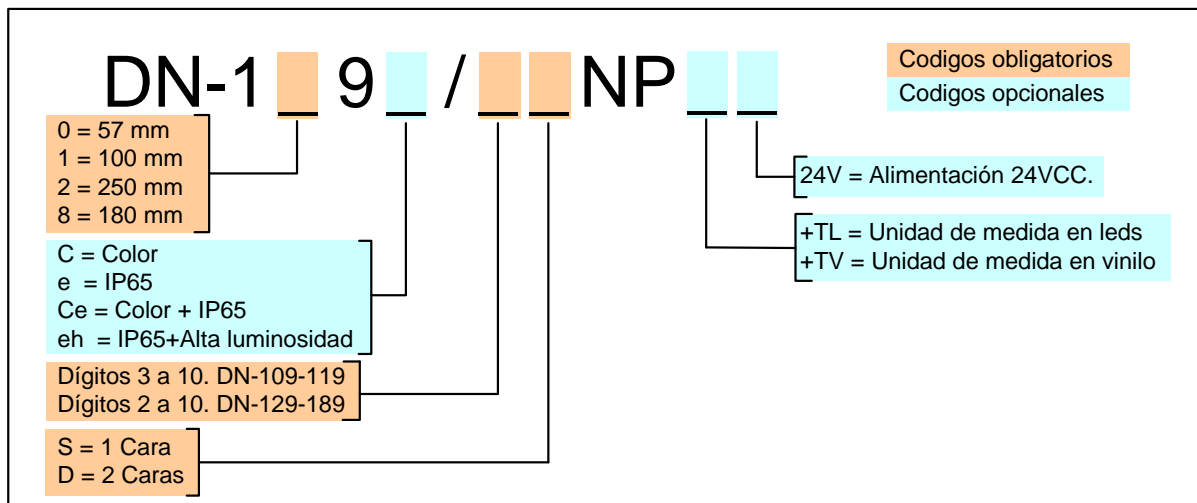 DN-1_9_/__NP__
Codigos obligatorios
Codigos opcionales
0 = 57 mm
1 = 100 mm
2 = 250 mm
8 = 180 mm
24V = Alimentación 24VCC.
+TL = Unidad de medida en leds
+TV = Unidad de medida en vinilo
C = Color
e = IP65
Ce = Color + IP65
eh = IP65+Alta luminosidad
Dígitos 3 a 10. DN-109-119
Dígitos 2 a 10. DN-129-189
S = 1 Cara
D = 2 Caras